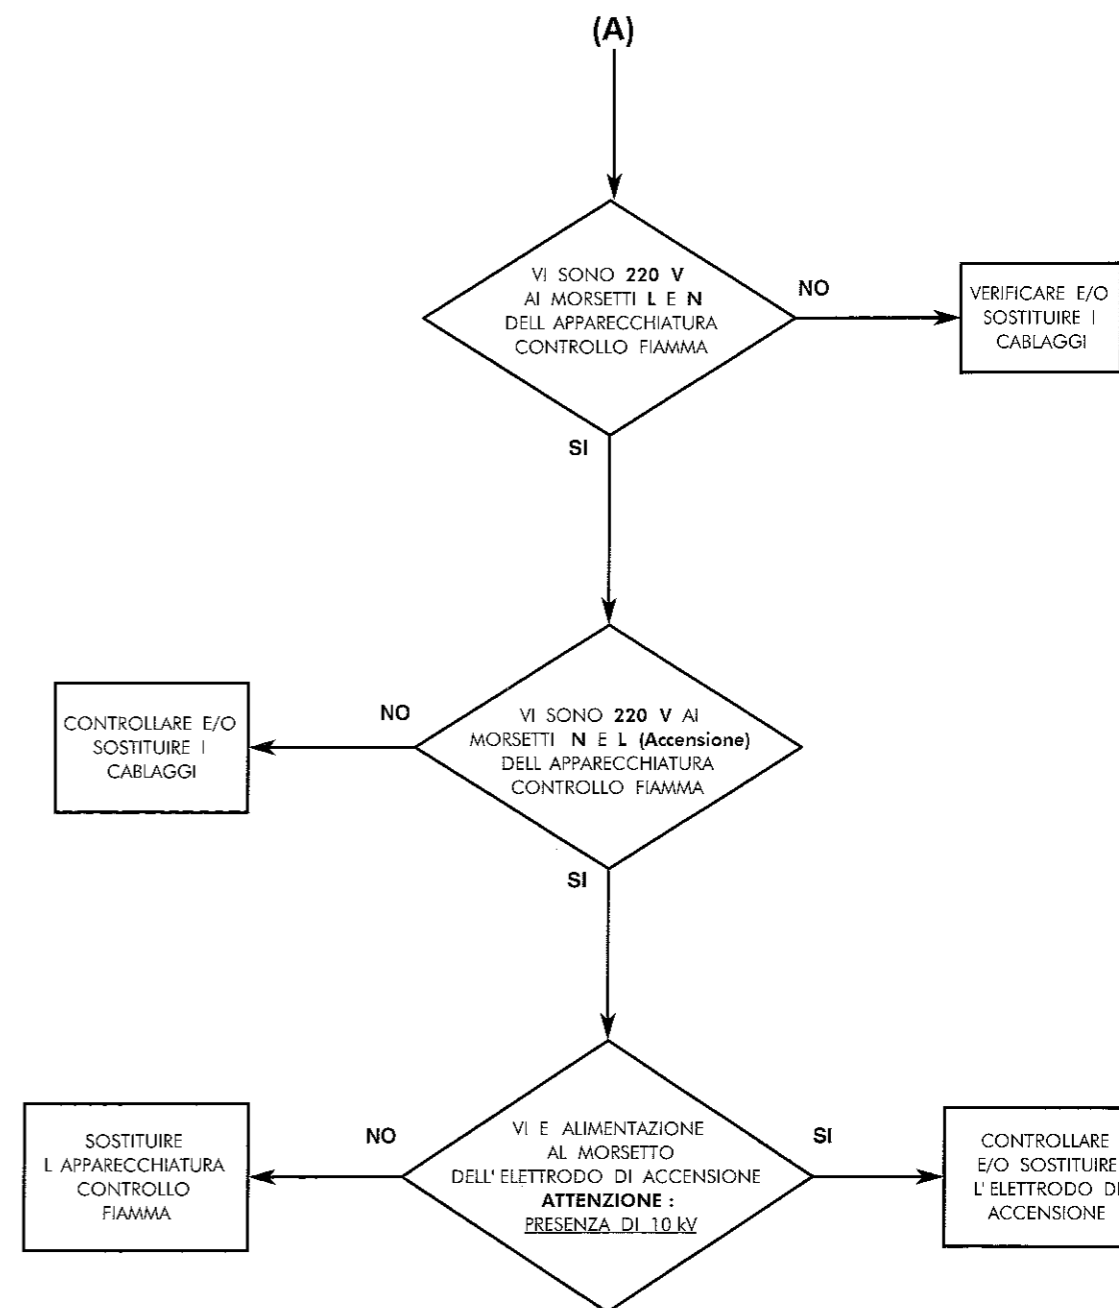 (A)
VI SONO 220 V
AI MORSETTI L E N
DELL APPARECCHIATURA
CONTROLLO FIAMMA
NO
VERIFICARE E/O
SOSTITUIRE I
CABLAGGI
SI
VI SONO 220 V AI
MORSETTI N E L (Accensione)
DELL APPARECCHIATURA
CONTROLLO FIAMMA
NO
CONTROLLARE E/O
SOSTITUIRE I
CABLAGGI
SI
VI E ALIMENTAZIONE
AL MORSETTO
DELL' ELETTRODO DI ACCENSIONE
ATTENZIONE :
PRESENZA DI 10 kV
NO
SOSTITUIRE
L APPARECCHIATURA
CONTROLLO
FIAMMA
SI
CONTROLLARE
E/O SOSTITUIRE
L' ELETTRODO DI
ACCENSIONE